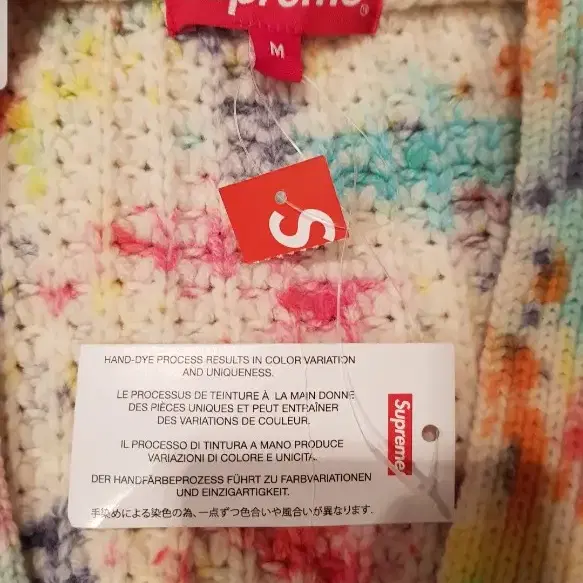 Supreme
M
S
HAND-DYE PROCESS RESULTS IN COLOR VARIATION
AND UNIQUENESS.
LE PROCESSUS DE TEINTURE À LA MAIN DONNE
DES PIÈCES UNIQUES ET PEUT ENTRAÎNER
DES VARIATIONS DE COULEUR.
IL PROCESSO DI TINTURA A MANO PRODUCE
VARIAZIONI DI COLORE E UNICITÀ.
DER HANDFÄRBEPROZESS FÜHRT ZU FARBVARIATIONEN
UND EINZIGARTIGKEIT.
手染めによる染色の為、一点ずつ色合いや風合いが異なります.
Supreme